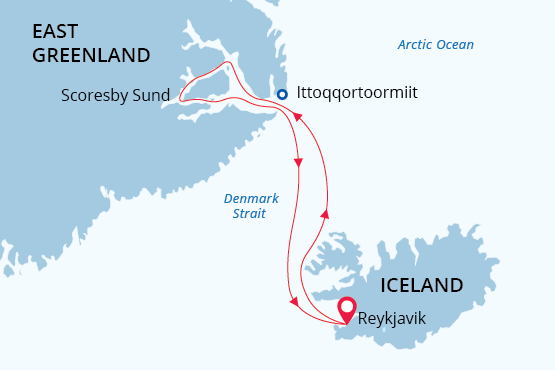 EAST
GREENLAND
Arctic Ocean
Scoresby Sund
Ittoqqortoormiit
Denmark
Strait
ICELAND
Reykjavik